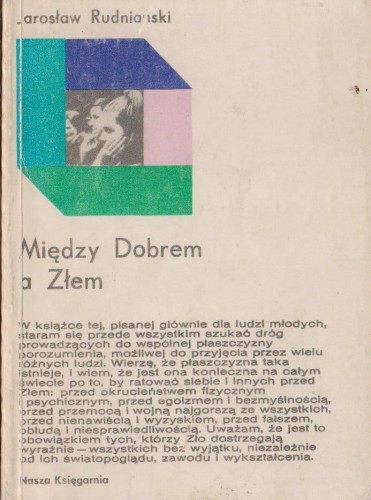 Jarosław Rudniański
Między Dobrem
a Złem
W książce tej, pisanej głównie dla ludzi młodych,
staram się przede wszystkim szukać dróg
prowadzących do wspólnej płaszczyzny
porozumienia, możliwej do przyjęcia przez wielu
różnych ludzi. Wierzę, że płaszczyzna taka
istnieje, i wiem, że jest ona konieczna na całym
świecie po to, by ratować siebie i innych przed
Złem: przed okrucieństwem fizycznym
i psychicznym, przed egoizmem i bezmyślnością,
przed przemocą i wojną najgorszą ze wszystkich,
przed nienawiścią i wyzyskiem, przed fałszem,
obłudą i niesprawiedliwością. Uważam, że jest to
obowiązkiem tych, którzy Zło dostrzegają
wyraźnie — wszystkich bez wyjątku, niezależnie
od ich światopoglądu, zawodu i wykształcenia.
Nasza Księgarnia